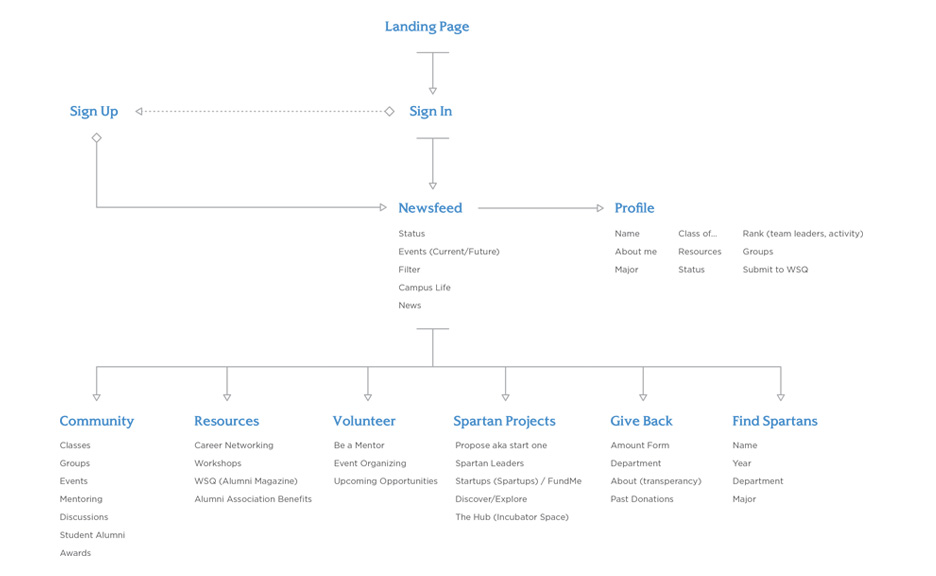 Landing Page
Sign Up
Sign In
Newsfeed
Status
Events (Current/Future)
Filter
Campus Life
News
Profile
Name
About me
Major
Class of...
Resources
Status
Rank (team leaders, activity)
Groups
Submit to WSQ
Community
Classes
Groups
Events
Mentoring
Discussions
Student Alumni
Awards
Resources
Career Networking
Workshops
WSQ (Alumni Magazine)
Alumni Association Benefits
Volunteer
Be a Mentor
Event Organizing
Upcoming Opportunities
Spartan Projects
Propose aka start one
Spartan Leaders
Startups (Spartups) / FundMe
Discover/Explore
The Hub (Incubator Space)
Give Back
Amount Form
Department
About (transperancy)
Past Donations
Find Spartans
Name
Year
Department
Major